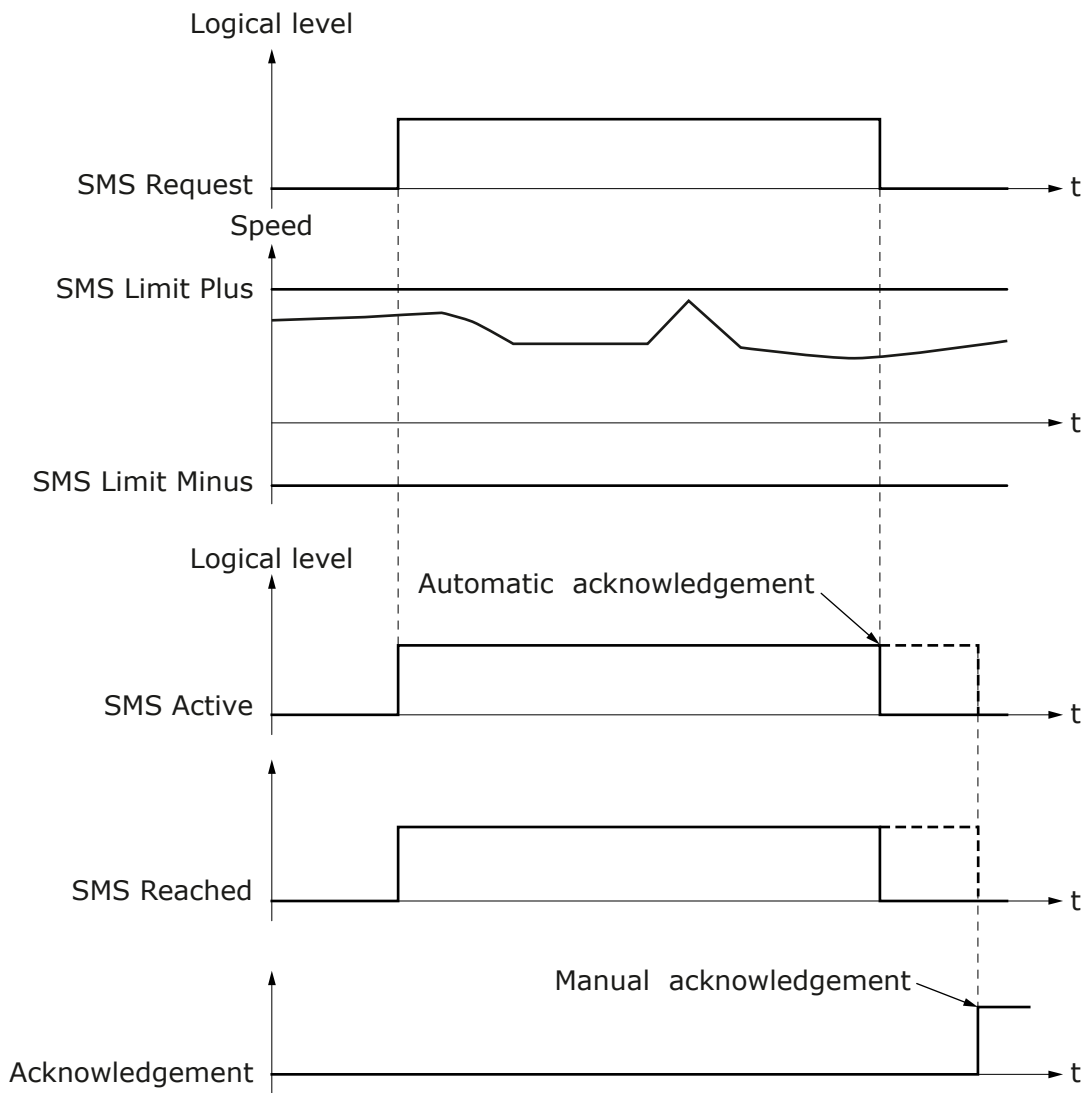 Logical level
SMS Request
t
Speed
SMS Limit Plus
t
SMS Limit Minus
Logical level
Automatic acknowledgement
SMS Active
t
SMS Reached
t
Manual acknowledgement
Acknowledgement
t